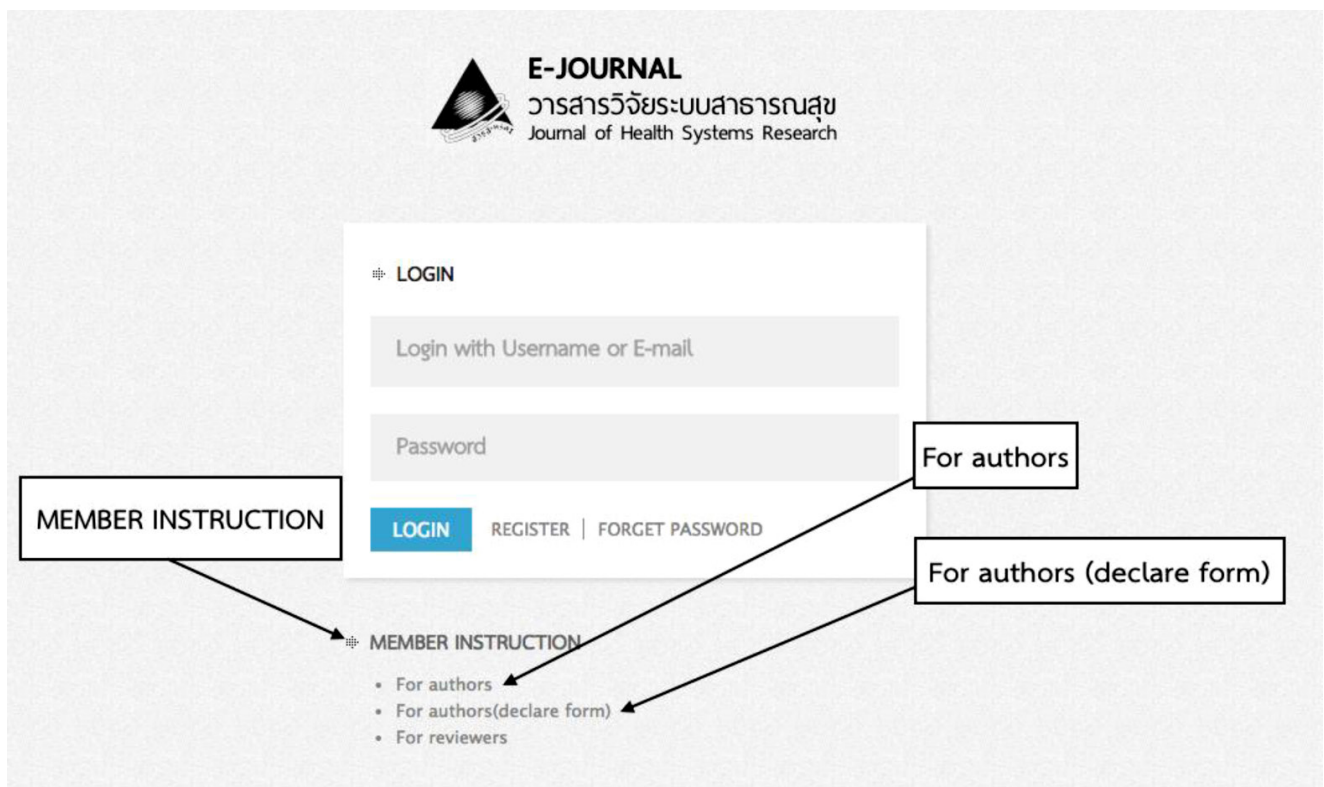 E-JOURNAL
วารสารวิจัยระบบสาธารณสุข
Journal of Health Systems Research
LOGIN
Login with Username or E-mail
Password
For authors
MEMBER INSTRUCTION
LOGIN REGISTER | FORGET PASSWORD
For authors (declare form)
MEMBER INSTRUCTION
• For authors
• For authors(declare form)
• For reviewers